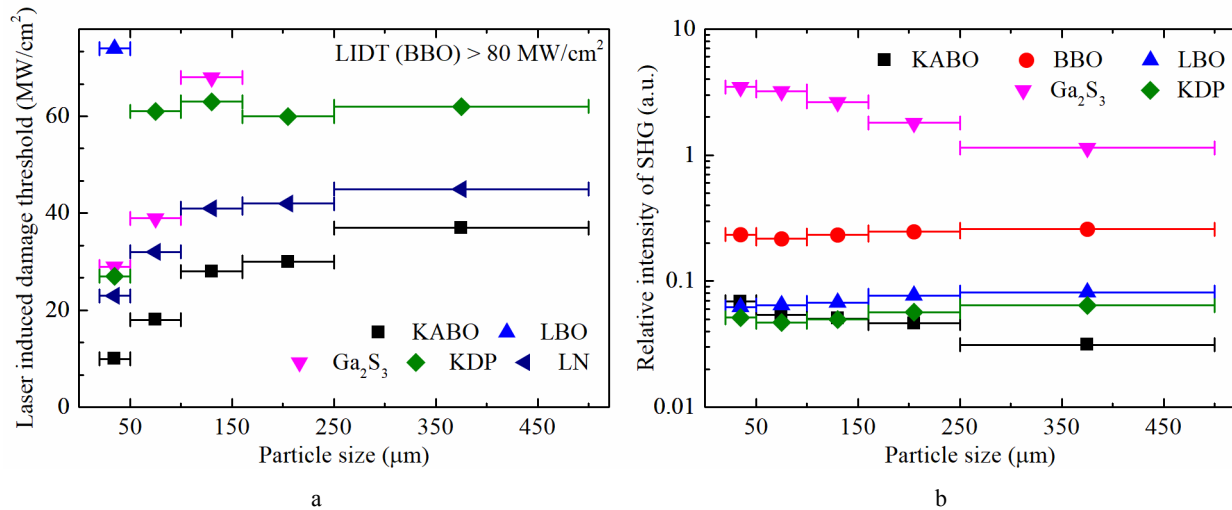 Laser induced damage threshold (MW/cm²)
60
40
20
0
LIDT (BBO) > 80 MW/cm²
KABO LBO
Ga₂S₃ KDP LN
50 150 250 350 450
Particle size (μm)
a
Relative intensity of SHG (a.u.)
10
1
0.1
0.01
KABO BBO LBO
Ga₂S₃ KDP
50 150 250 350 450
Particle size (μm)
b